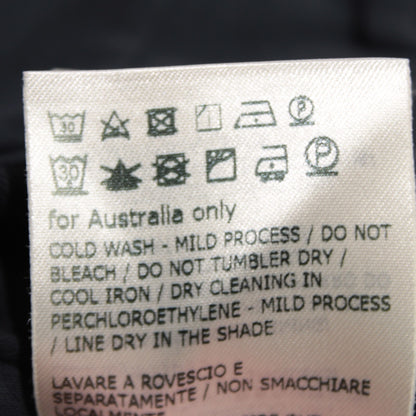 30 P
30 P
for Australia only
COLD WASH - MILD PROCESS / DO NOT
BLEACH / DO NOT TUMBLER DRY /
COOL IRON / DRY CLEANING IN
PERCHLOROETHYLENE - MILD PROCESS
/ LINE DRY IN THE SHADE
LAVARE A ROVESCIO E
SEPARATAMENTE / NON SMACCHIARE
LOCALMENTE